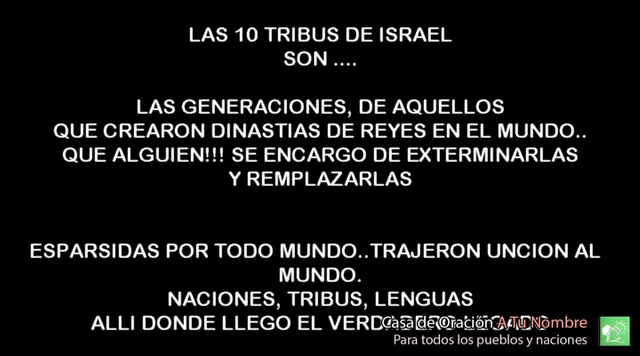 LAS 10 TRIBUS DE ISRAEL
SON ....
LAS GENERACIONES, DE AQUELLOS
QUE CREARON DINASTIAS DE REYES EN EL MUNDO..
QUE ALGUIEN!!! SE ENCARGO DE EXTERMINARLAS
Y REMPLAZARLAS
ESPARSIDAS POR TODO MUNDO..TRAJERON UNCION AL
MUNDO.
NACIONES, TRIBUS, LENGUAS
ALLI DONDE LLEGO EL VERDADERO LEGADO
Casa de Oración A Tu Nombre
Para todos los pueblos y naciones